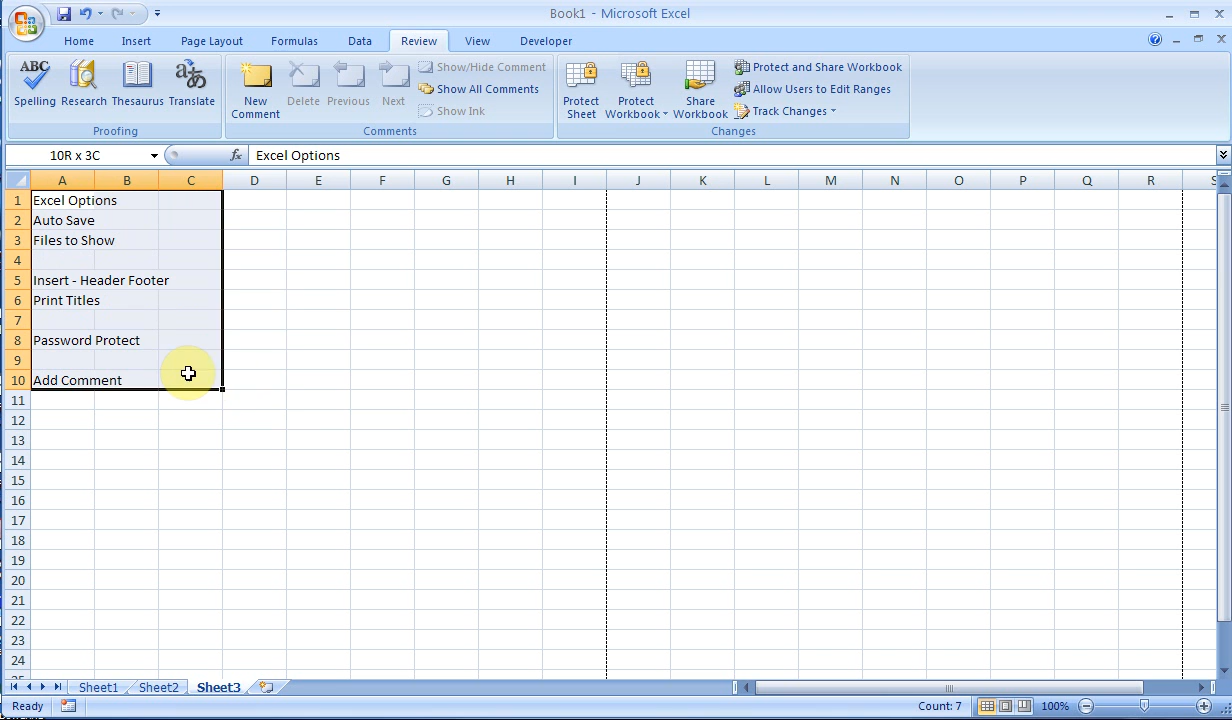 Book1 - Microsoft Excel
Home Insert Page Layout Formulas Data Review View Developer
ABC
Spelling Research Thesaurus Translate
Proofing
New Comment Delete Previous Next
Show/Hide Comment
Show All Comments
Show Ink
Comments
Protect Sheet Protect Workbook Share Workbook
Protect and Share Workbook
Allow Users to Edit Ranges
Track Changes
Changes
10R x 3C fx Excel Options
A B C D E F G H I J K L M N O P Q R S
1 Excel Options
2 Auto Save
3 Files to Show
4
5 Insert - Header Footer
6 Print Titles
7
8 Password Protect
9
10 Add Comment
11
12
13
14
15
16
17
18
19
20
21
22
23
24
Sheet1 Sheet2 Sheet3
Ready Count: 7 100%